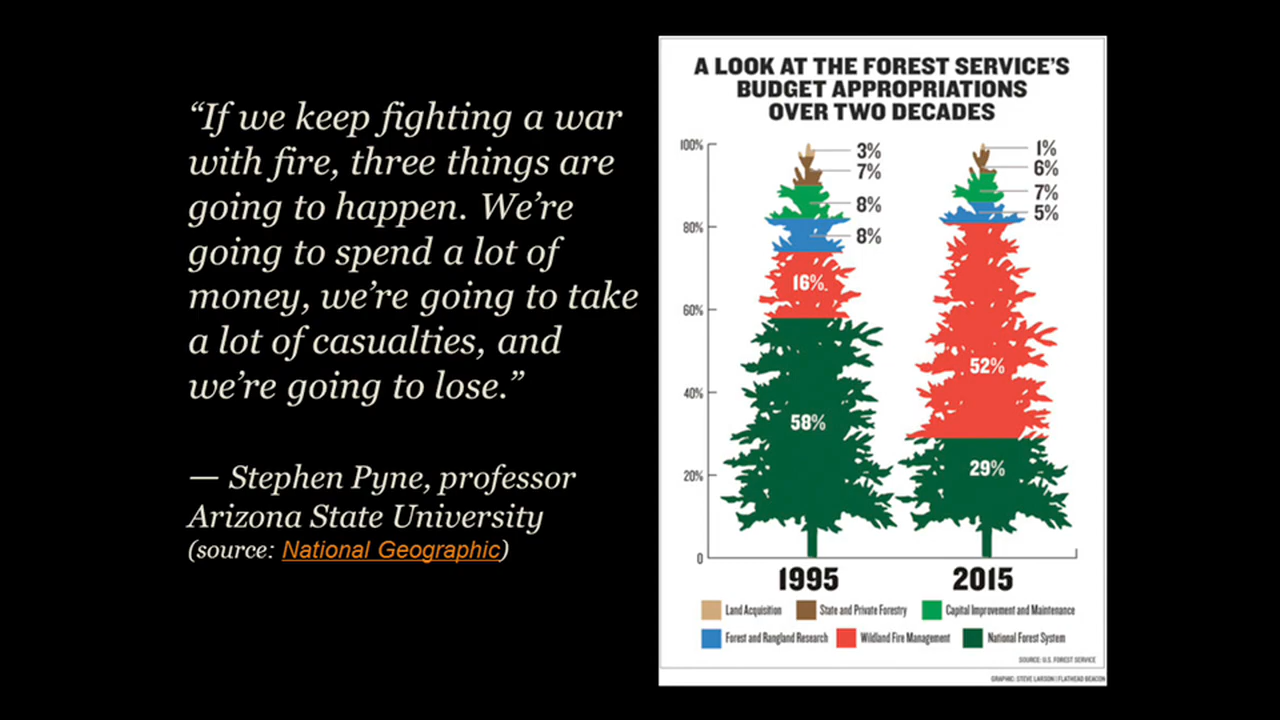 “If we keep fighting a war
with fire, three things are
going to happen. We’re
going to spend a lot of
money, we’re going to take
a lot of casualties, and
we’re going to lose.”
— Stephen Pyne, professor
Arizona State University
(source: National Geographic)
A LOOK AT THE FOREST SERVICE’S
BUDGET APPROPRIATIONS
OVER TWO DECADES
100%
80%
60%
40%
20%
0
3%
7%
8%
8%
16%
58%
1%
6%
7%
5%
52%
29%
1995
2015
Land Acquisition
State and Private Forestry
Capital Improvement and Maintenance
Forest and Rangland Research
Wildland Fire Management
National Forest System
SOURCE: U.S. FOREST SERVICE
GRAPHIC: STEVE LARSON | FLATHEAD BEACON